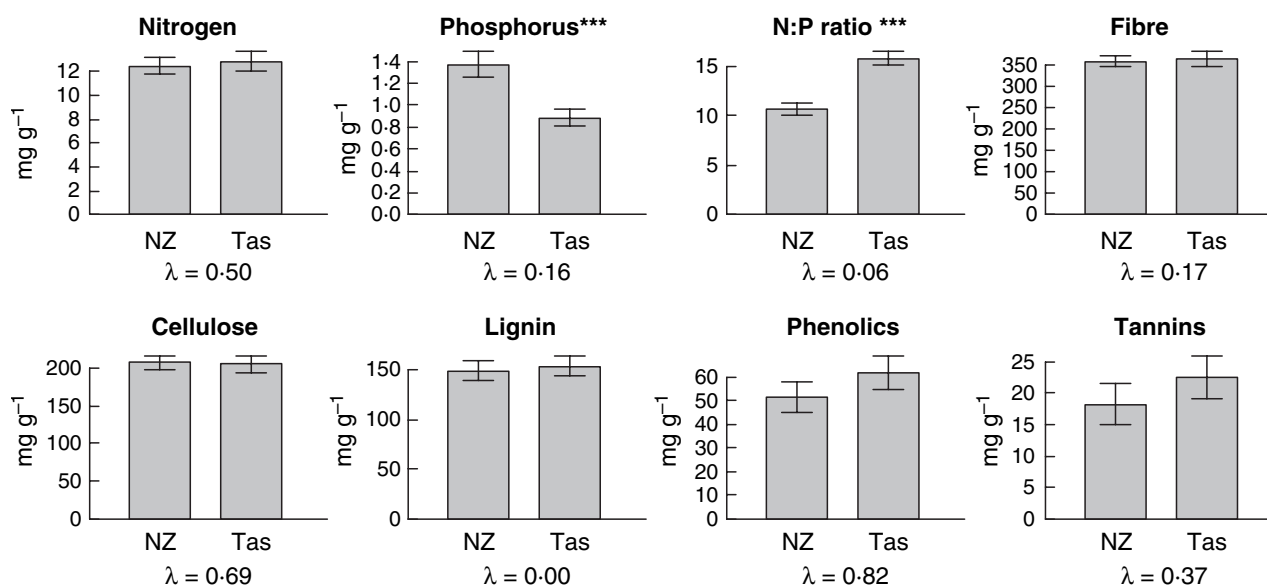 Nitrogen
mg g⁻¹
12
10
8
6
4
2
0
NZ Tas
λ = 0·50
Phosphorus***
mg g⁻¹
1·4
1·2
1·0
0.8
0·6
0·4
0·2
0·0
NZ Tas
λ = 0·16
N:P ratio ***
15
10
5
0
NZ Tas
λ = 0·06
Fibre
mg g⁻¹
350
300
250
200
150
100
50
0
NZ Tas
λ = 0·17
Cellulose
mg g⁻¹
200
150
100
50
0
NZ Tas
λ = 0·69
Lignin
mg g⁻¹
150
100
50
0
NZ Tas
λ = 0·00
Phenolics
mg g⁻¹
60
50
40
30
20
10
0
NZ Tas
λ = 0·82
Tannins
mg g⁻¹
25
20
15
10
5
0
NZ Tas
λ = 0·37